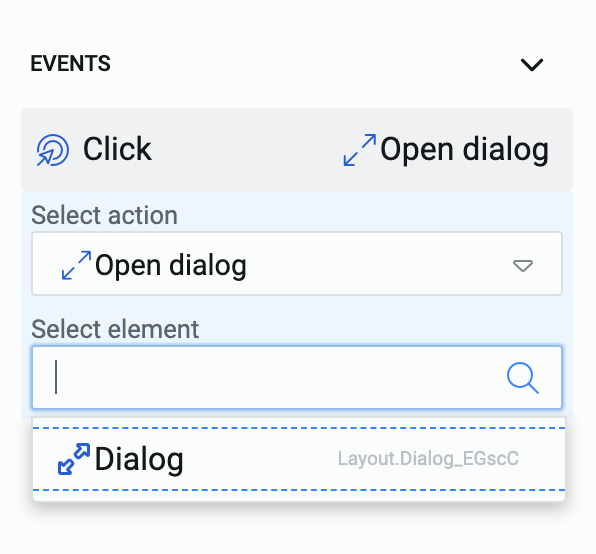 EVENTS
Click Open dialog
Select action
Open dialog
Select element
Dialog Layout.Dialog_EGscC